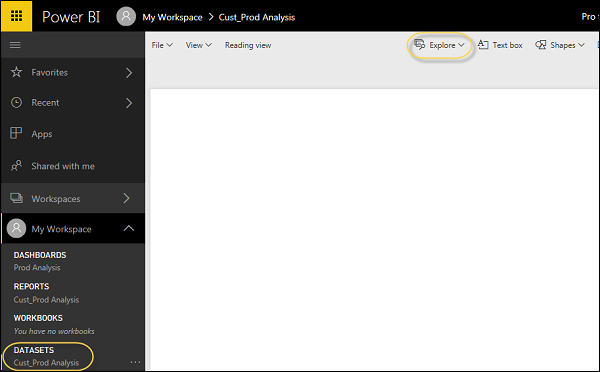 Power BI My Workspace > Cust_Prod Analysis Pro
File View Reading view Explore Text box Shapes
Favorites
Recent
Apps
Shared with me
Workspaces
My Workspace
DASHBOARDS
Prod Analysis
REPORTS
Cust_Prod Analysis
WORKBOOKS
You have no workbooks
DATASETS
Cust_Prod Analysis